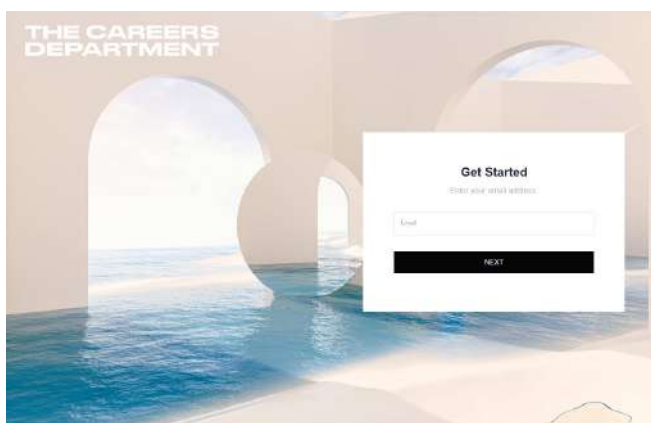 THE CAREERS
DEPARTMENT
Get Started
Enter your email address.
Email
NEXT